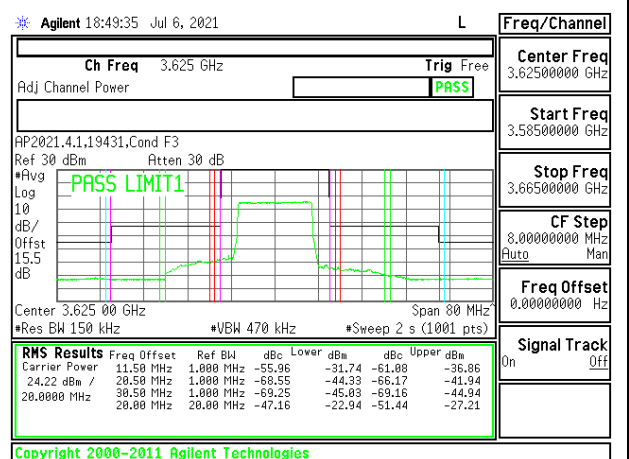 Agilent 18:49:35 Jul 6, 2021 L Freq/Channel
Ch Freq 3.625 GHz Trig Free
Adj Channel Power PASS
Center Freq
3.62500000 GHz
Start Freq
3.58500000 GHz
AP2021.4.1,19431,Cond F3
Ref 30 dBm Atten 30 dB
#Avg
Log
10
dB/
Offst
15.5
dB
PASS LIMIT1
Stop Freq
3.66500000 GHz
CF Step
8.00000000 MHz
Auto Man
Freq Offset
0.00000000 Hz
Center 3.625 00 GHz Span 80 MHz
#Res BW 150 kHz #VBW 470 kHz #Sweep 2 s (1001 pts)
Signal Track
On Off
RMS Results Freq Offset Ref BW dBc Lower dBm dBc Upper dBm
Carrier Power 11.50 MHz 1.000 MHz -55.96 -31.74 -61.08 -36.86
24.22 dBm / 20.50 MHz 1.000 MHz -68.55 -44.33 -66.17 -41.94
20.0000 MHz 30.50 MHz 1.000 MHz -69.25 -45.03 -69.16 -44.94
20.00 MHz 20.00 MHz -47.16 -22.94 -51.44 -27.21
Copyright 2000-2011 Agilent Technologies